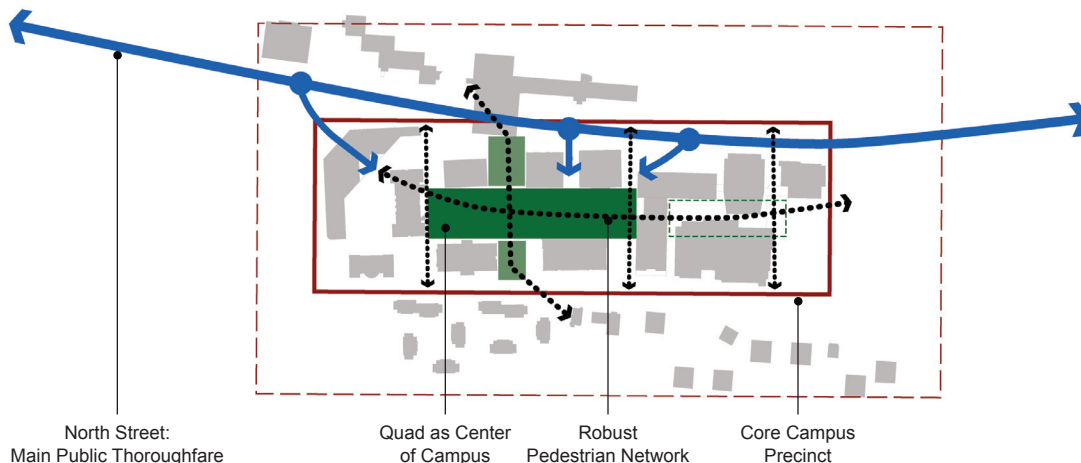 North Street:
Main Public Thoroughfare
Quad as Center
of Campus
Robust
Pedestrian Network
Core Campus
Precinct